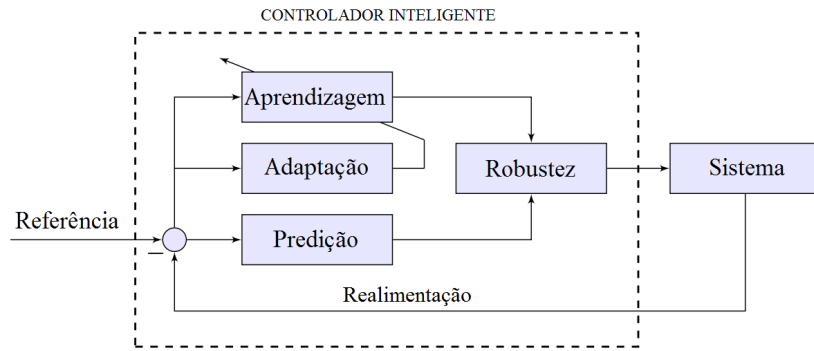 CONTROLADOR INTELIGENTE
Aprendizagem
Adaptação
Robustez
Sistema
Referência
Predição
−
Realimentação